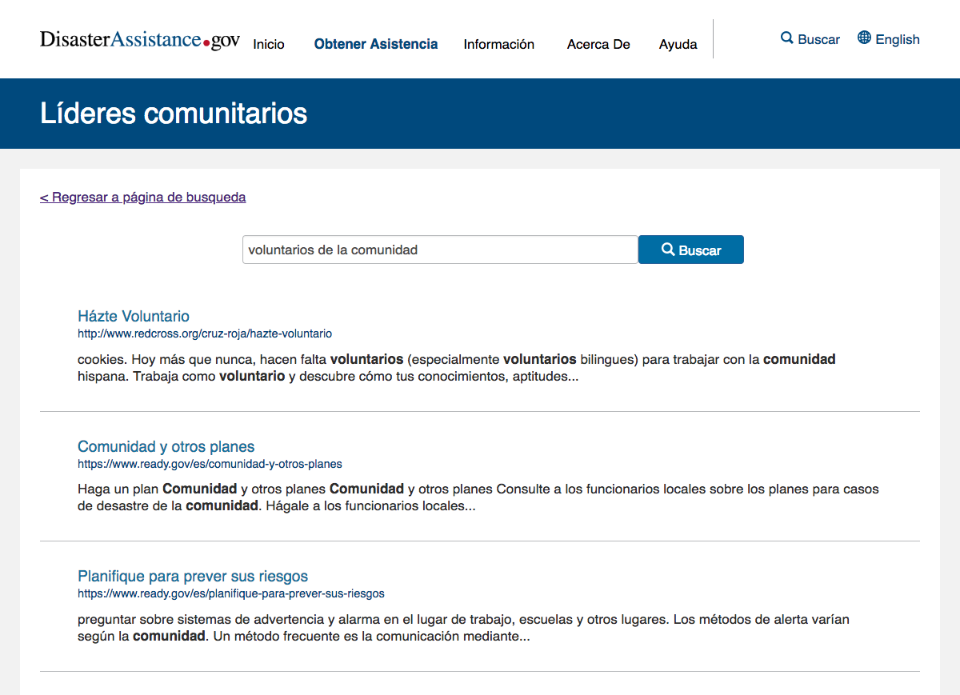 DisasterAssistance.gov Inicio Obtener Asistencia Información Acerca De Ayuda Buscar English
Líderes comunitarios
< Regresar a página de busqueda
voluntarios de la comunidad Buscar
Házte Voluntario
http://www.redcross.org/cruz-roja/hazte-voluntario
cookies. Hoy más que nunca, hacen falta voluntarios (especialmente voluntarios bilingues) para trabajar con la comunidad
hispana. Trabaja como voluntario y descubre cómo tus conocimientos, aptitudes...
Comunidad y otros planes
https://www.ready.gov/es/comunidad-y-otros-planes
Haga un plan Comunidad y otros planes Comunidad y otros planes Consulte a los funcionarios locales sobre los planes para casos
de desastre de la comunidad. Hágale a los funcionarios locales...
Planifique para prever sus riesgos
https://www.ready.gov/es/planifique-para-prever-sus-riesgos
preguntar sobre sistemas de advertencia y alarma en el lugar de trabajo, escuelas y otros lugares. Los métodos de alerta varían
según la comunidad. Un método frecuente es la comunicación mediante...